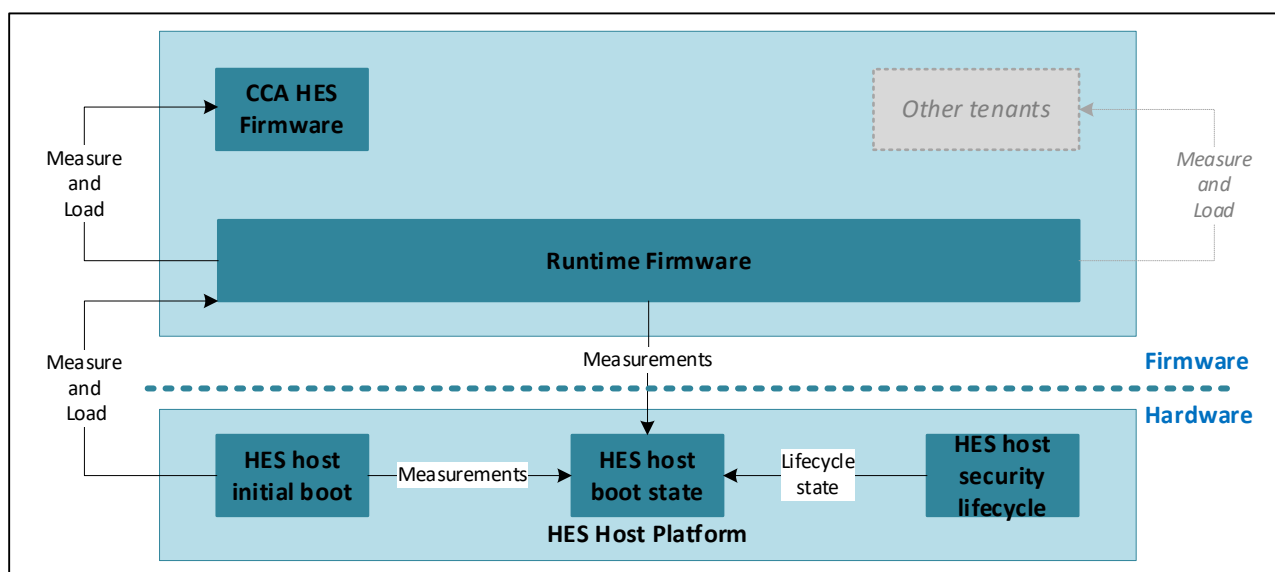 CCA HES
Firmware
Other tenants
Measure
and
Load
Measure
and
Load
Runtime Firmware
Measure
and
Load
Measurements
Firmware
Hardware
HES host
initial boot
Measurements
HES host
boot state
Lifecycle
state
HES host
security
lifecycle
HES Host Platform